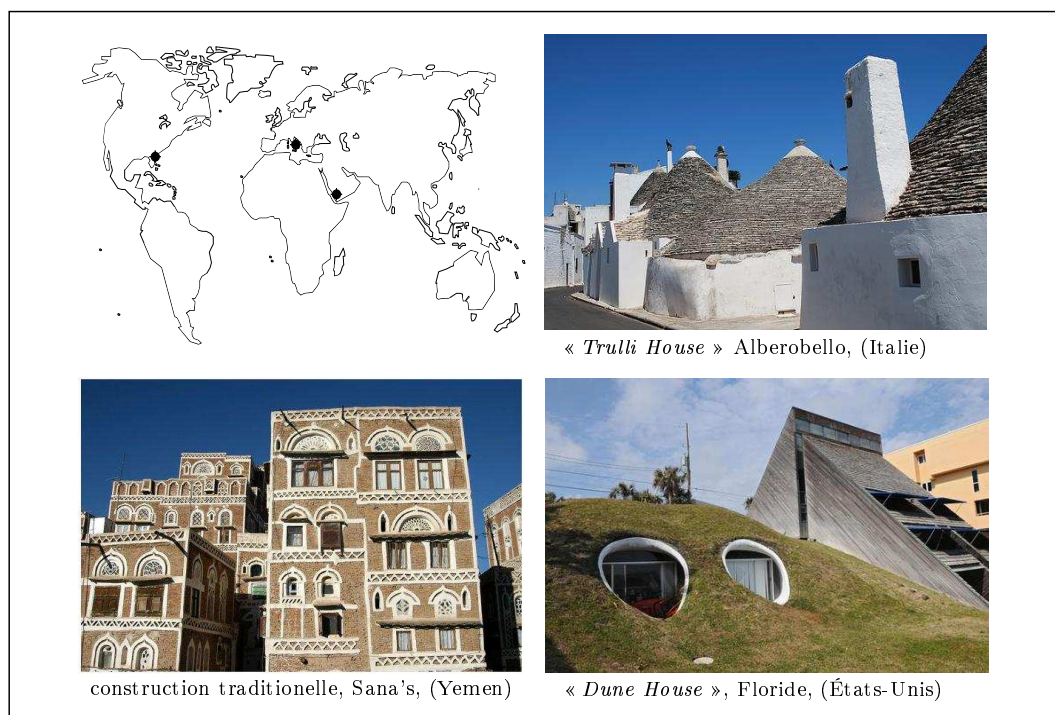 « Trulli House » Alberobello, (Italie)
construction traditionelle, Sana's, (Yemen)
« Dune House », Floride, (États-Unis)